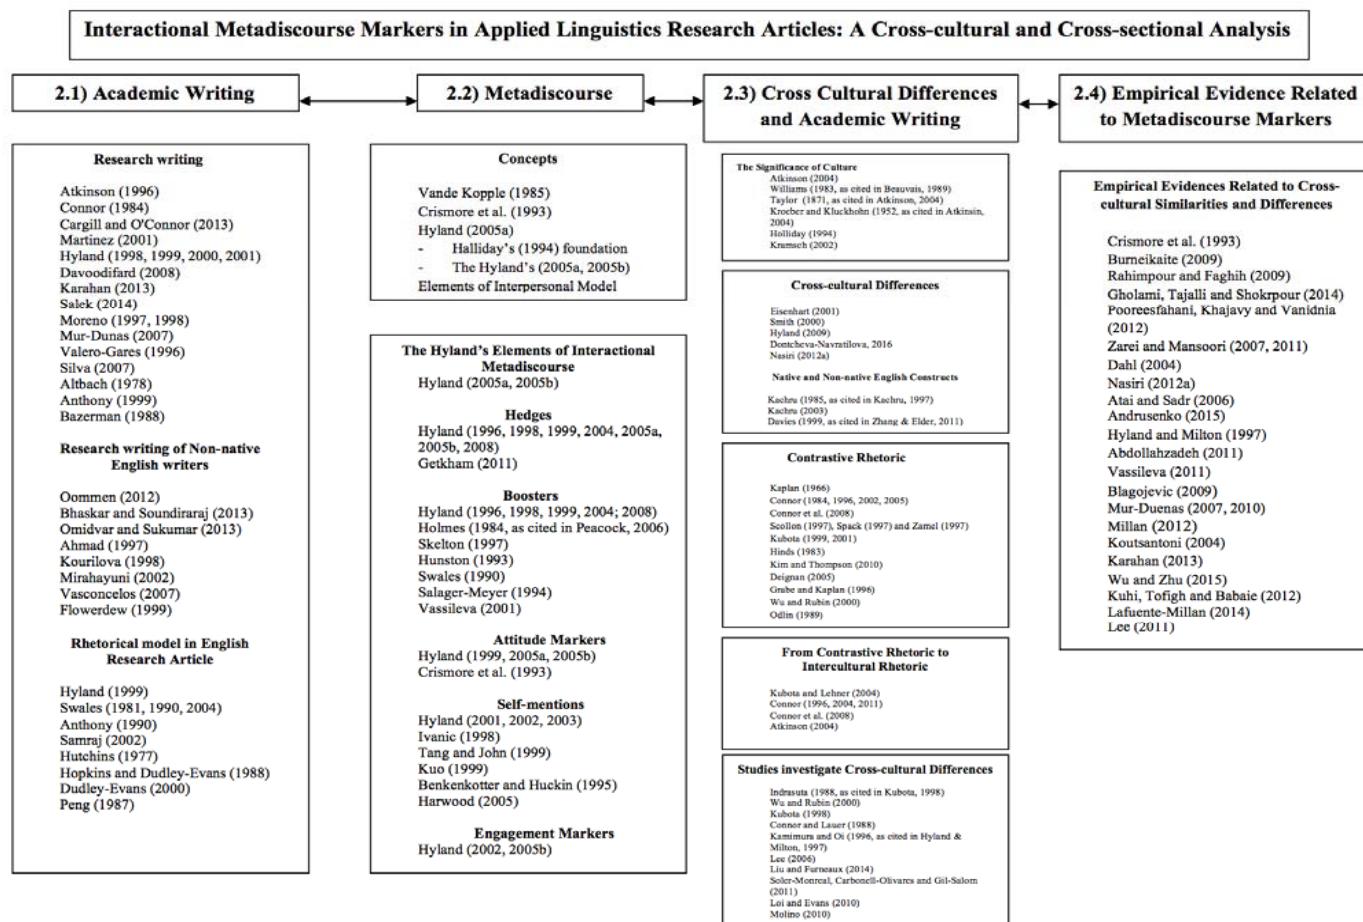 Interactional Metadiscourse Markers in Applied Linguistics Research Articles: A Cross-cultural and Cross-sectional Analysis
2.1) Academic Writing
Research writing
Atkinson (1996)
Connor (1984)
Cargill and O'Connor (2013)
Martinez (2001)
Hyland (1998, 1999, 2000, 2001)
Davoodifard (2008)
Karahan (2013)
Salek (2014)
Moreno (1997, 1998)
Mur-Dunas (2007)
Valero-Gares (1996)
Silva (2007)
Altbach (1978)
Anthony (1999)
Bazerman (1988)
Research writing of Non-native
English writers
Oommen (2012)
Bhaskar and Soundiraraj (2013)
Omidvar and Sukumar (2013)
Ahmad (1997)
Kourilova (1998)
Mirahayuni (2002)
Vasconcelos (2007)
Flowerdew (1999)
Rhetorical model in English
Research Article
Hyland (1999)
Swales (1981, 1990, 2004)
Anthony (1990)
Samraj (2002)
Hutchins (1977)
Hopkins and Dudley-Evans (1988)
Dudley-Evans (2000)
Peng (1987)
2.2) Metadiscourse
Concepts
Vande Kopple (1985)
Crismore et al. (1993)
Hyland (2005a)
- Halliday's (1994) foundation
- The Hyland's (2005a, 2005b)
Elements of Interpersonal Model
The Hyland's Elements of Interactional
Metadiscourse
Hyland (2005a, 2005b)
Hedges
Hyland (1996, 1998, 1999, 2004, 2005a,
2005b, 2008)
Getkham (2011)
Boosters
Hyland (1996, 1998, 1999, 2004; 2008)
Holmes (1984, as cited in Peacock, 2006)
Skelton (1997)
Hunston (1993)
Swales (1990)
Salager-Meyer (1994)
Vassileva (2001)
Attitude Markers
Hyland (1999, 2005a, 2005b)
Crismore et al. (1993)
Self-mentions
Hyland (2001, 2002, 2003)
Ivanic (1998)
Tang and John (1999)
Kuo (1999)
Benkenkotter and Huckin (1995)
Harwood (2005)
Engagement Markers
Hyland (2002, 2005b)
2.3) Cross Cultural Differences
and Academic Writing
The Significance of Culture
Atkinson (2004)
Williams (1983, as cited in Beauvais, 1989)
Taylor (1871, as cited in Atkinson, 2004)
Kroeber and Kluckhohn (1952, as cited in Atkinsin,
2004)
Holliday (1994)
Kramsch (2002)
Cross-cultural Differences
Eisenhart (2001)
Smith (2000)
Hyland (2009)
Dontcheva-Navratilova, 2016
Nasiri (2012a)
Native and Non-native English Constructs
Kachru (1985, as cited in Kachru, 1997)
Kachru (2003)
Davies (1999, as cited in Zhang & Elder, 2011)
Contrastive Rhetoric
Kaplan (1966)
Connor (1984, 1996, 2002, 2005)
Connor et al. (2008)
Scollon (1997), Spack (1997) and Zamel (1997)
Kubota (1999, 2001)
Hinds (1983)
Kim and Thompson (2010)
Deignan (2005)
Grabe and Kaplan (1996)
Wu and Rubin (2000)
Odlin (1989)
From Contrastive Rhetoric to
Intercultural Rhetoric
Kubota and Lehner (2004)
Connor (1996, 2004, 2011)
Connor et al. (2008)
Atkinson (2004)
Studies investigate Cross-cultural Differences
Indrasuta (1988, as cited in Kubota, 1998)
Wu and Rubin (2000)
Kubota (1998)
Connor and Lauer (1988)
Kamimura and Oi (1996, as cited in Hyland &
Milton, 1997)
Lee (2006)
Liu and Furneaux (2014)
Soler-Monreal, Carbonell-Olivares and Gil-Salom
(2011)
Loi and Evans (2010)
Molino (2010)
2.4) Empirical Evidence Related
to Metadiscourse Markers
Empirical Evidences Related to Cross-
cultural Similarities and Differences
Crismore et al. (1993)
Burneikaite (2009)
Rahimpour and Faghih (2009)
Gholami, Tajalli and Shokrpour (2014)
Pooreesfahani, Khajavy and Vanidnia
(2012)
Zarei and Mansoori (2007, 2011)
Dahl (2004)
Nasiri (2012a)
Atai and Sadr (2006)
Andrusenko (2015)
Hyland and Milton (1997)
Abdollahzadeh (2011)
Vassileva (2011)
Blagojevic (2009)
Mur-Duenas (2007, 2010)
Millan (2012)
Koutsantoni (2004)
Karahan (2013)
Wu and Zhu (2015)
Kuhi, Tofigh and Babaie (2012)
Lafuente-Millan (2014)
Lee (2011)